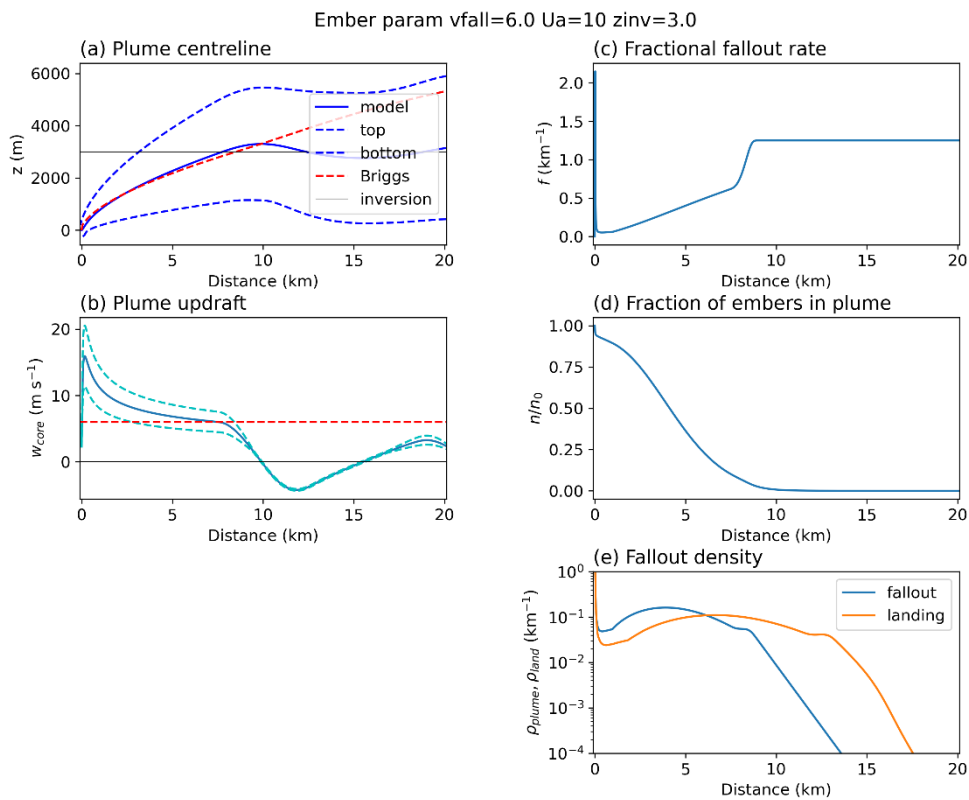 Ember param vfall=6.0 Ua=10 zinv=3.0
(a) Plume centreline
z (m)
6000
4000
2000
0
model
top
bottom
Briggs
inversion
0 5 10 15 20
Distance (km)
(b) Plume updraft
w_core (m s⁻¹)
20
10
0
0 5 10 15 20
Distance (km)
(c) Fractional fallout rate
f (km⁻¹)
2.0
1.5
1.0
0.5
0.0
0 5 10 15 20
Distance (km)
(d) Fraction of embers in plume
n/n₀
1.00
0.75
0.50
0.25
0.00
0 5 10 15 20
Distance (km)
(e) Fallout density
ρ_plume, ρ_land (km⁻¹)
10⁰
10⁻¹
10⁻²
10⁻³
10⁻⁴
fallout
landing
0 5 10 15 20
Distance (km)